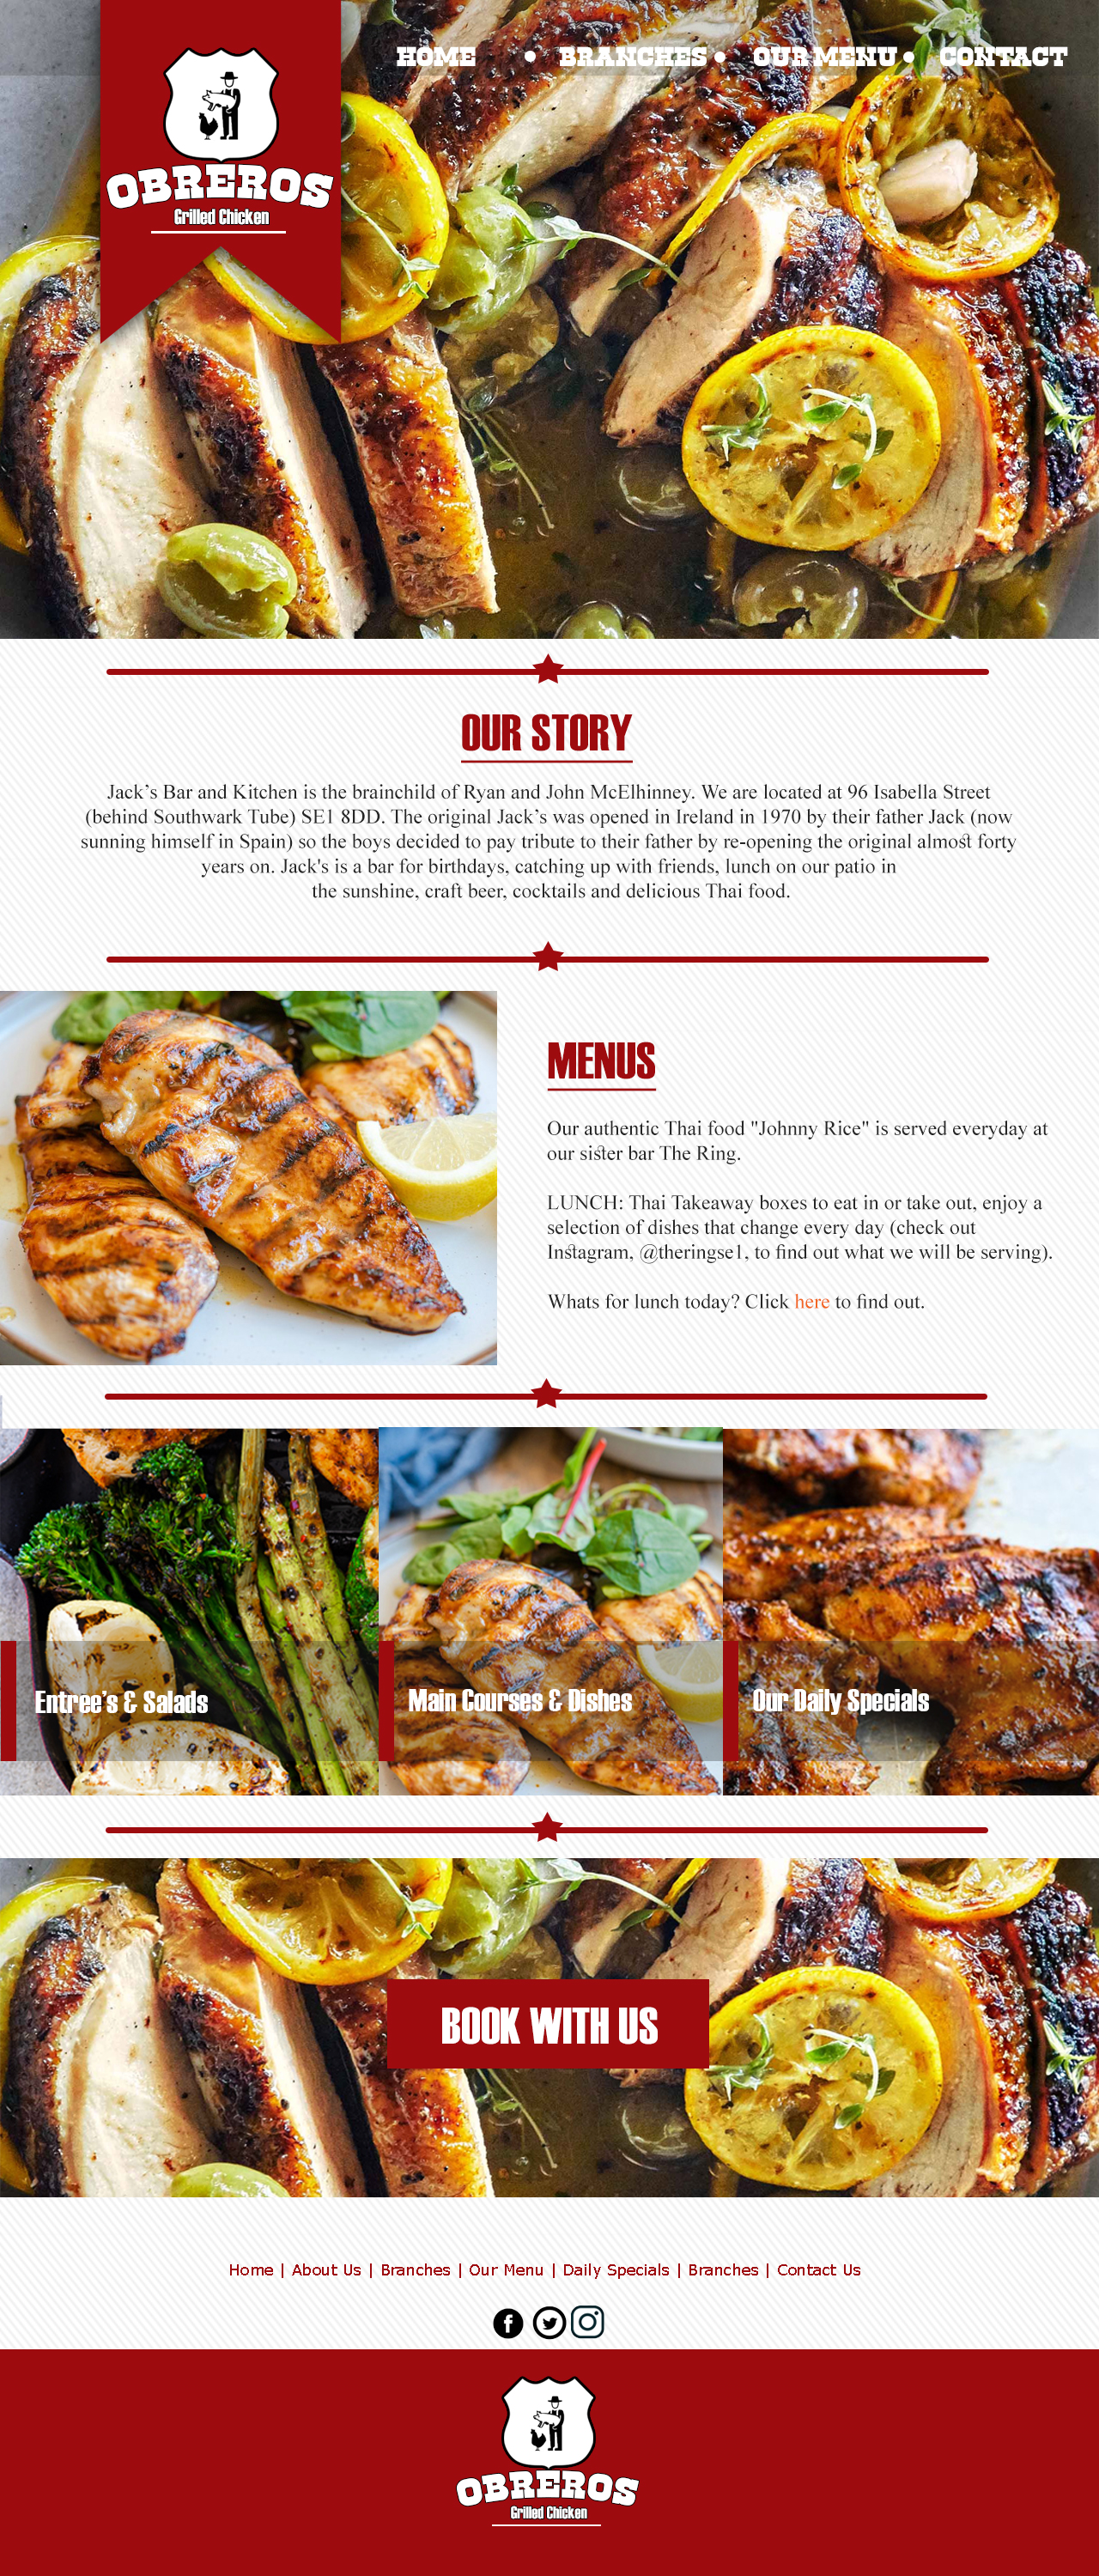 HOME • BRANCHES • OUR MENU • CONTACT
OBREROS
Grilled Chicken
OUR STORY
Jack’s Bar and Kitchen is the brainchild of Ryan and John McElhinney. We are located at 96 Isabella Street
(behind Southwark Tube) SE1 8DD. The original Jack’s was opened in Ireland in 1970 by their father Jack (now
sunning himself in Spain) so the boys decided to pay tribute to their father by re-opening the original almost forty
years on. Jack's is a bar for birthdays, catching up with friends, lunch on our patio in
the sunshine, craft beer, cocktails and delicious Thai food.
MENUS
Our authentic Thai food "Johnny Rice" is served everyday at
our sister bar The Ring.
LUNCH: Thai Takeaway boxes to eat in or take out, enjoy a
selection of dishes that change every day (check out
Instagram, @theringse1, to find out what we will be serving).
Whats for lunch today? Click here to find out.
Entree’s & Salads
Main Courses & Dishes
Our Daily Specials
BOOK WITH US
Home | About Us | Branches | Our Menu | Daily Specials | Branches | Contact Us
OBREROS
Grilled Chicken